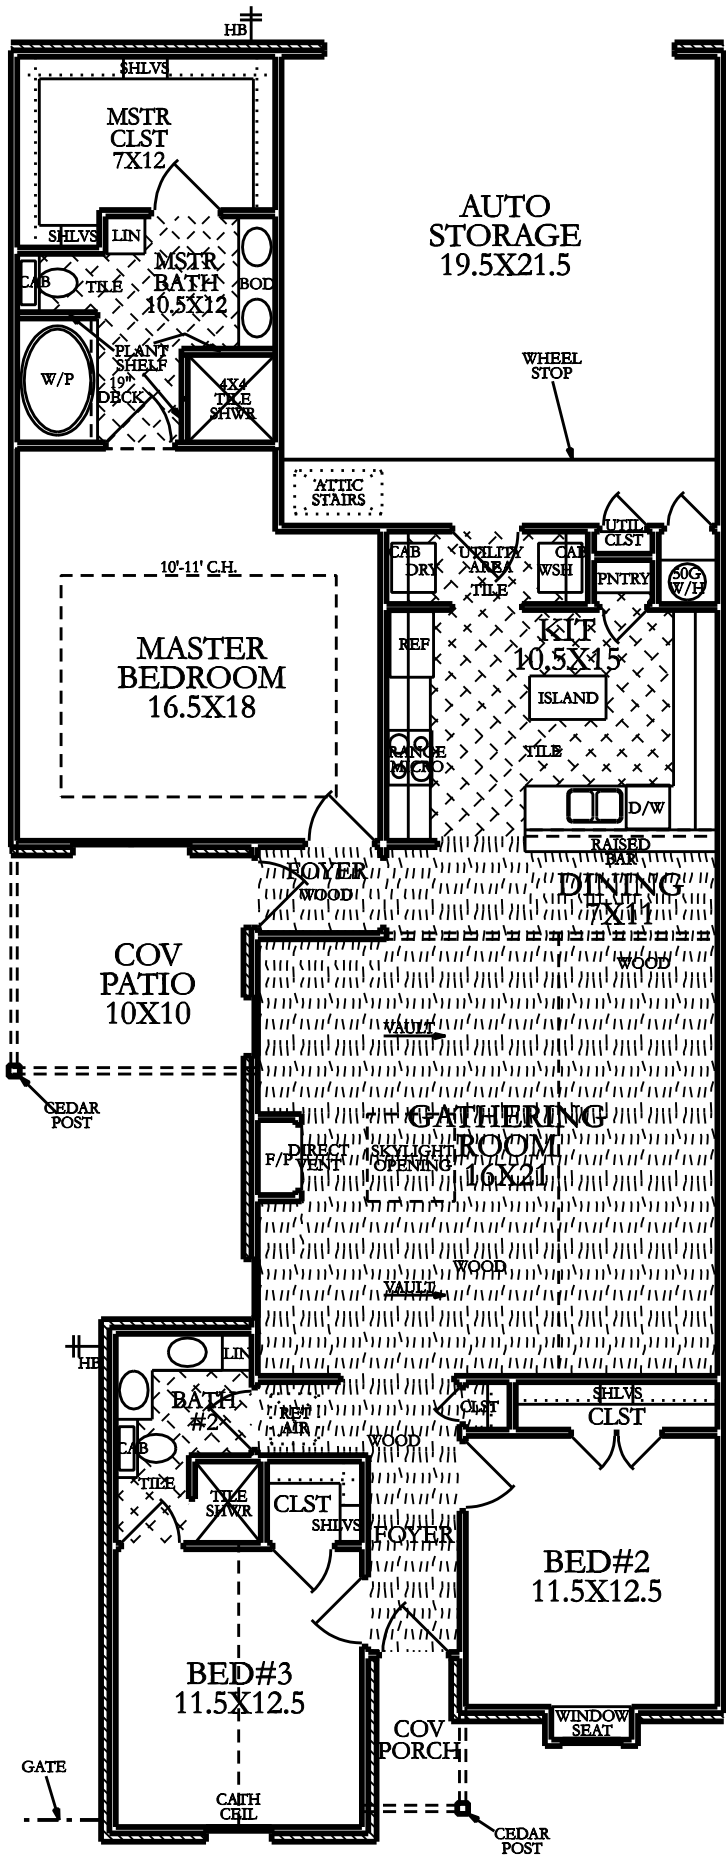 HB
SHLVS
MSTR
CLST
7X12
SHLVS
LIN
AUTO
STORAGE
19.5X21.5
CAB
TILE
MSTR
BATH
10.5X12
BOD
PLANT
SHELF
W/P
19"
DECK
4X4
TILE
SHWR
WHEEL
STOP
ATTIC
STAIRS
UTIL
CLST
CAB
DRY
UTILITY
AREA
TILE
CAB
WSH
PNTRY
50G
W/H
10'-11' C.H.
MASTER
BEDROOM
16.5X18
REF
KIT
10.5X15
ISLAND
RANGE
MICRO
TILE
D/W
RAISED
BAR
FOYER
WOOD
DINING
7X11
COV
PATIO
10X10
WOOD
VAULT
CEDAR
POST
F/P
DIRECT
VENT
SKYLIGHT
OPENING
GATHERING
ROOM
16X21
WOOD
VAULT
HB
LIN
BATH
#2
CAB
TILE
TILE
SHWR
RET
AIR
WOOD
CLST
SHLVS
CLST
CLST
SHLVS
FOYER
BED#2
11.5X12.5
BED#3
11.5X12.5
WINDOW
SEAT
COV
PORCH
GATE
CATH
CEIL
CEDAR
POST